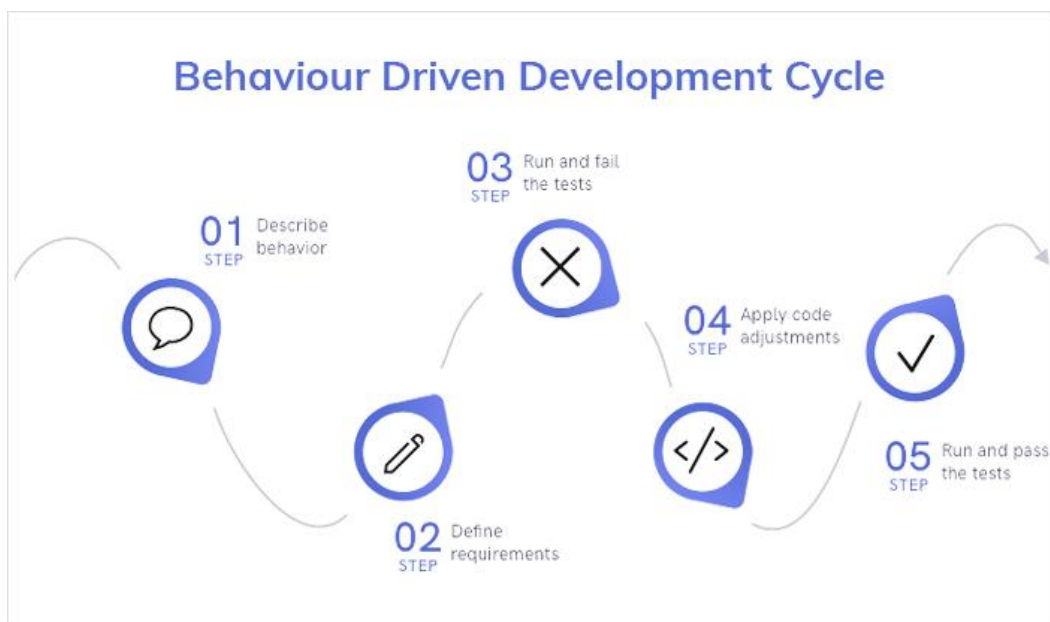 Behaviour Driven Development Cycle
01
STEP
Describe
behavior
02
STEP
Define
requirements
03
STEP
Run and fail
the tests
04
STEP
Apply code
adjustments
05
STEP
Run and pass
the tests